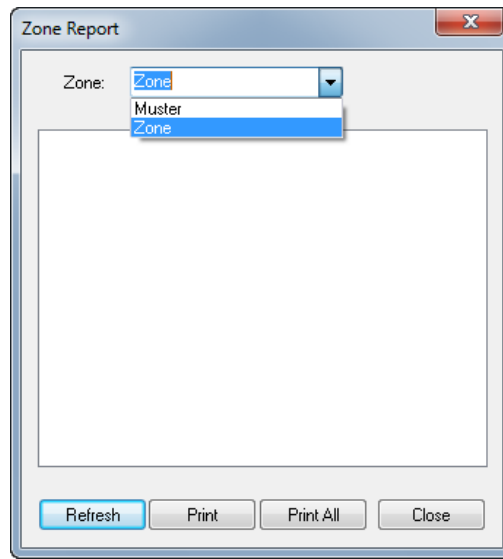 Zone Report
Zone: Zone
Muster
Zone
Refresh Print Print All Close